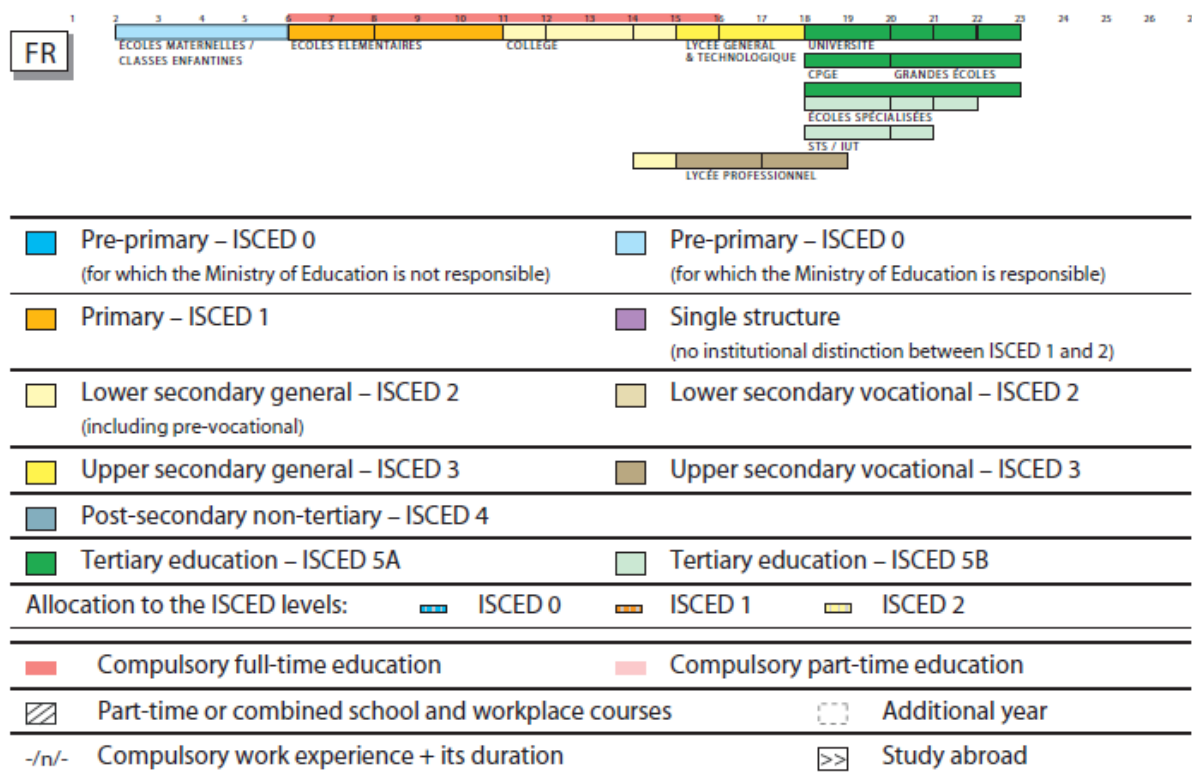 1 2 3 4 5 6 7 8 9 10 11 12 13 14 15 16 17 18 19 20 21 22 23 24 25 26
FR
ECOLES MATERNELLES / ECOLES ELEMENTAIRES COLLEGE LYCEE GENERAL UNIVERSITE
CLASSES ENFANTINES & TECHNOLOGIQUE
CPGE GRANDES ÉCOLES
ÉCOLES SPÉCIALISÉES
STS / IUT
LYCÉE PROFESSIONNEL
Pre-primary – ISCED 0 Pre-primary – ISCED 0
(for which the Ministry of Education is not responsible) (for which the Ministry of Education is responsible)
Primary – ISCED 1 Single structure
(no institutional distinction between ISCED 1 and 2)
Lower secondary general – ISCED 2 Lower secondary vocational – ISCED 2
(including pre-vocational)
Upper secondary general – ISCED 3 Upper secondary vocational – ISCED 3
Post-secondary non-tertiary – ISCED 4
Tertiary education – ISCED 5A Tertiary education – ISCED 5B
Allocation to the ISCED levels: ISCED 0 ISCED 1 ISCED 2
Compulsory full-time education Compulsory part-time education
Part-time or combined school and workplace courses Additional year
-/n/- Compulsory work experience + its duration >> Study abroad